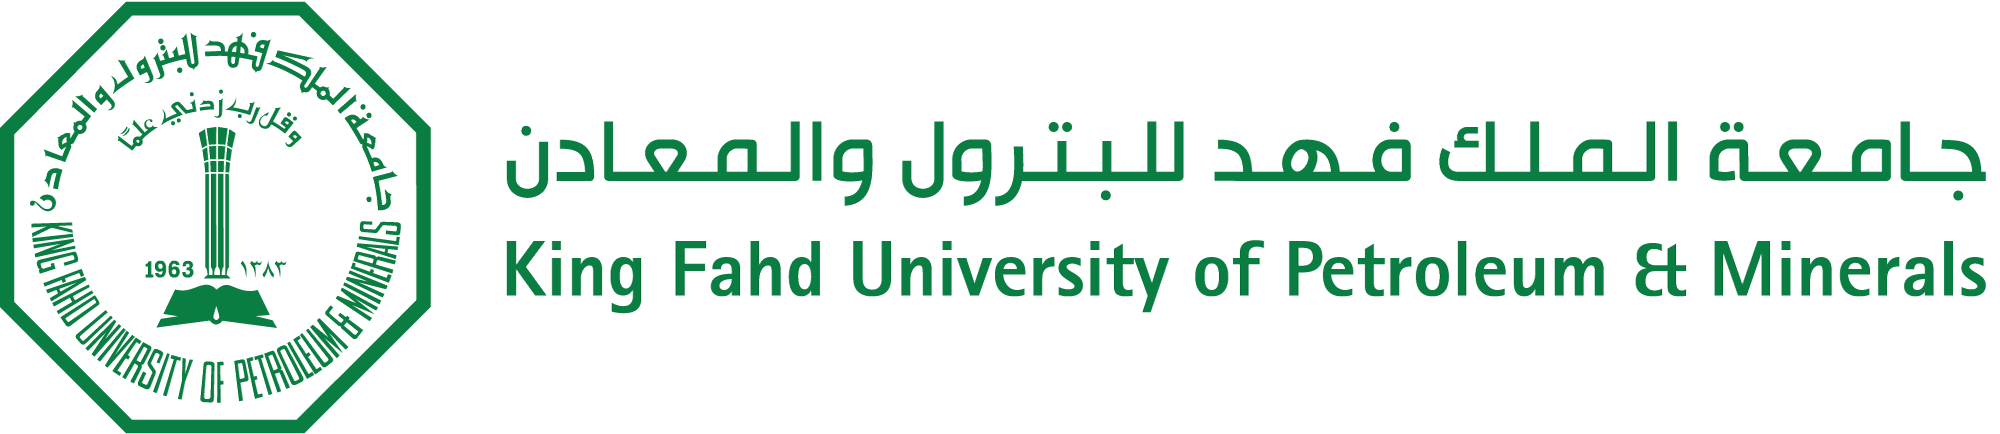 جامعة الملك فهد للبترول والمعادن
وقل رب زدني علمًا
1963 ١٣٨٣
KING FAHD UNIVERSITY OF PETROLEUM & MINERALS
جامعة الملك فهد للبترول والمعادن
King Fahd University of Petroleum & Minerals